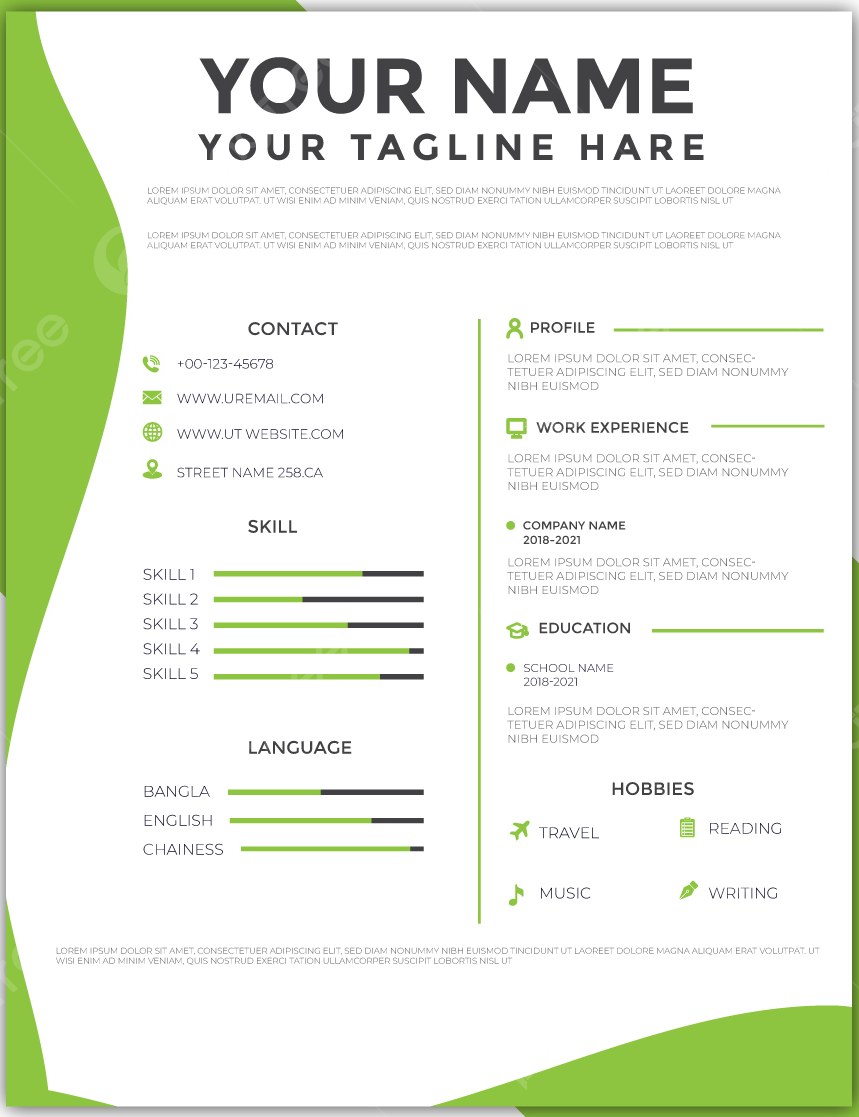 YOUR NAME
YOUR TAGLINE HARE
LOREM IPSUM DOLOR SIT AMET, CONSECTETUER ADIPISCING ELIT, SED DIAM NONUMMY NIBH EUISMOD TINCIDUNT UT LAOREET DOLORE MAGNA
ALIQUAM ERAT VOLUTPAT. UT WISI ENIM AD MINIM VENIAM, QUIS NOSTRUD EXERCI TATION ULLAMCORPER SUSCIPIT LOBORTIS NISL UT
LOREM IPSUM DOLOR SIT AMET, CONSECTETUER ADIPISCING ELIT, SED DIAM NONUMMY NIBH EUISMOD TINCIDUNT UT LAOREET DOLORE MAGNA
ALIQUAM ERAT VOLUTPAT. UT WISI ENIM AD MINIM VENIAM, QUIS NOSTRUD EXERCI TATION ULLAMCORPER SUSCIPIT LOBORTIS NISL UT
CONTACT
+00-123-45678
WWW.UREMAIL.COM
WWW.UT WEBSITE.COM
STREET NAME 258.CA
SKILL
SKILL 1
SKILL 2
SKILL 3
SKILL 4
SKILL 5
LANGUAGE
BANGLA
ENGLISH
CHAINESS
PROFILE
LOREM IPSUM DOLOR SIT AMET, CONSEC-
TETUER ADIPISCING ELIT, SED DIAM NONUMMY
NIBH EUISMOD
WORK EXPERIENCE
LOREM IPSUM DOLOR SIT AMET, CONSEC-
TETUER ADIPISCING ELIT, SED DIAM NONUMMY
NIBH EUISMOD
COMPANY NAME
2018-2021
LOREM IPSUM DOLOR SIT AMET, CONSEC-
TETUER ADIPISCING ELIT, SED DIAM NONUMMY
NIBH EUISMOD
EDUCATION
SCHOOL NAME
2018-2021
LOREM IPSUM DOLOR SIT AMET, CONSEC-
TETUER ADIPISCING ELIT, SED DIAM NONUMMY
NIBH EUISMOD
HOBBIES
TRAVEL
READING
MUSIC
WRITING
LOREM IPSUM DOLOR SIT AMET, CONSECTETUER ADIPISCING ELIT, SED DIAM NONUMMY NIBH EUISMOD TINCIDUNT UT LAOREET DOLORE MAGNA ALIQUAM ERAT VOLUTPAT. UT
WISI ENIM AD MINIM VENIAM, QUIS NOSTRUD EXERCI TATION ULLAMCORPER SUSCIPIT LOBORTIS NISL UT